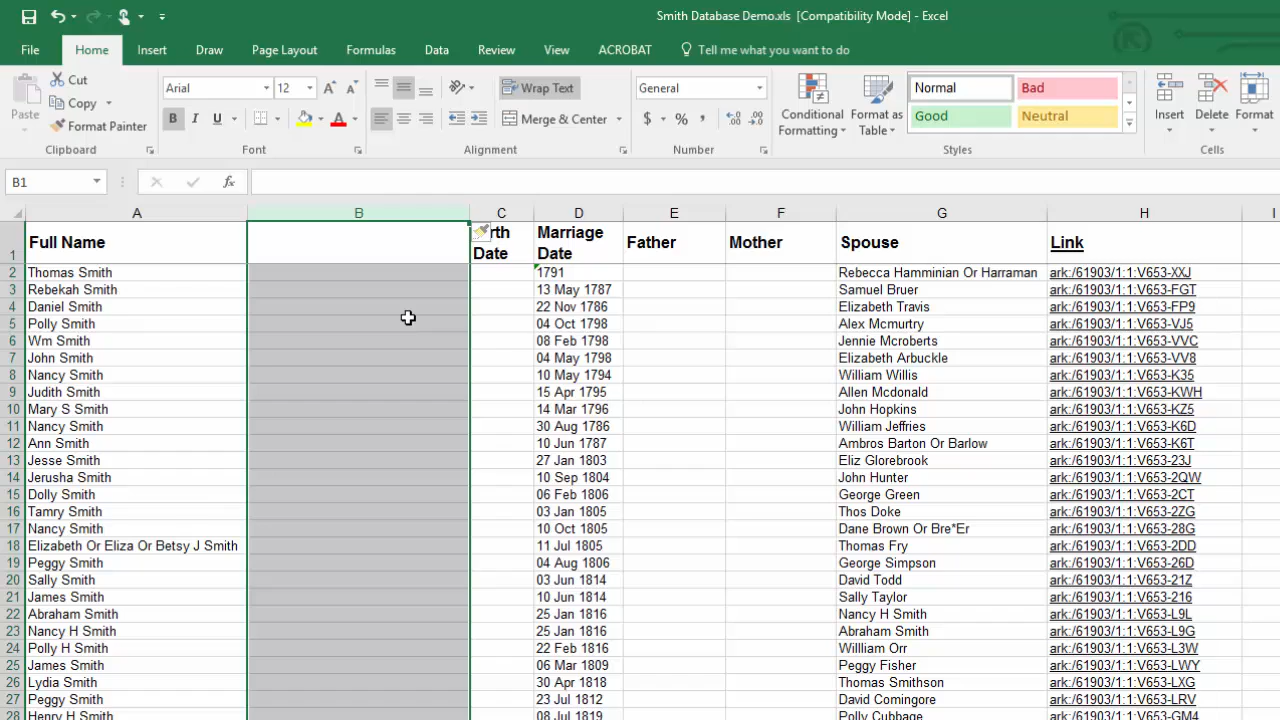 Smith Database Demo.xls [Compatibility Mode] - Excel
File Home Insert Draw Page Layout Formulas Data Review View ACROBAT Tell me what you want to do
Paste Cut Copy Format Painter Clipboard
Arial 12 A A B I U A Font
Wrap Text Merge & Center Alignment
General $ % , .0 .00 .00 .0 Number
Conditional Formatting Format as Table Normal Bad Good Neutral Styles
Insert Delete Format Cells
B1 fx
A B C D E F G H I
1 Full Name rth Date Marriage Date Father Mother Spouse Link
2 Thomas Smith 1791 Rebecca Hamminian Or Harraman ark:/61903/1:1:V653-XXJ
3 Rebekah Smith 13 May 1787 Samuel Bruer ark:/61903/1:1:V653-FGT
4 Daniel Smith 22 Nov 1786 Elizabeth Travis ark:/61903/1:1:V653-FP9
5 Polly Smith 04 Oct 1798 Alex Mcmurtry ark:/61903/1:1:V653-VJ5
6 Wm Smith 08 Feb 1798 Jennie Mcroberts ark:/61903/1:1:V653-VVC
7 John Smith 04 May 1798 Elizabeth Arbuckle ark:/61903/1:1:V653-VV8
8 Nancy Smith 10 May 1794 William Willis ark:/61903/1:1:V653-K35
9 Judith Smith 15 Apr 1795 Allen Mcdonald ark:/61903/1:1:V653-KWH
10 Mary S Smith 14 Mar 1796 John Hopkins ark:/61903/1:1:V653-KZ5
11 Nancy Smith 30 Aug 1786 William Jeffries ark:/61903/1:1:V653-K6D
12 Ann Smith 10 Jun 1787 Ambros Barton Or Barlow ark:/61903/1:1:V653-K6T
13 Jesse Smith 27 Jan 1803 Eliz Glorebrook ark:/61903/1:1:V653-23J
14 Jerusha Smith 10 Sep 1804 John Hunter ark:/61903/1:1:V653-2QW
15 Dolly Smith 06 Feb 1806 George Green ark:/61903/1:1:V653-2CT
16 Tamry Smith 03 Jan 1805 Thos Doke ark:/61903/1:1:V653-2ZG
17 Nancy Smith 10 Oct 1805 Dane Brown Or Bre*Er ark:/61903/1:1:V653-28G
18 Elizabeth Or Eliza Or Betsy J Smith 11 Jul 1805 Thomas Fry ark:/61903/1:1:V653-2DD
19 Peggy Smith 04 Aug 1806 George Simpson ark:/61903/1:1:V653-26D
20 Sally Smith 03 Jun 1814 David Todd ark:/61903/1:1:V653-21Z
21 James Smith 10 Jun 1814 Sally Taylor ark:/61903/1:1:V653-216
22 Abraham Smith 25 Jan 1816 Nancy H Smith ark:/61903/1:1:V653-L9L
23 Nancy H Smith 25 Jan 1816 Abraham Smith ark:/61903/1:1:V653-L9G
24 Polly H Smith 22 Feb 1816 Willliam Orr ark:/61903/1:1:V653-L3W
25 James Smith 06 Mar 1809 Peggy Fisher ark:/61903/1:1:V653-LWY
26 Lydia Smith 30 Apr 1818 Thomas Smithson ark:/61903/1:1:V653-LXG
27 Peggy Smith 23 Jul 1812 David Comingore ark:/61903/1:1:V653-LRV
28 Henry H Smith 08 Jul 1819 Polly Cubbage ark:/61903/1:1:V653-GM4